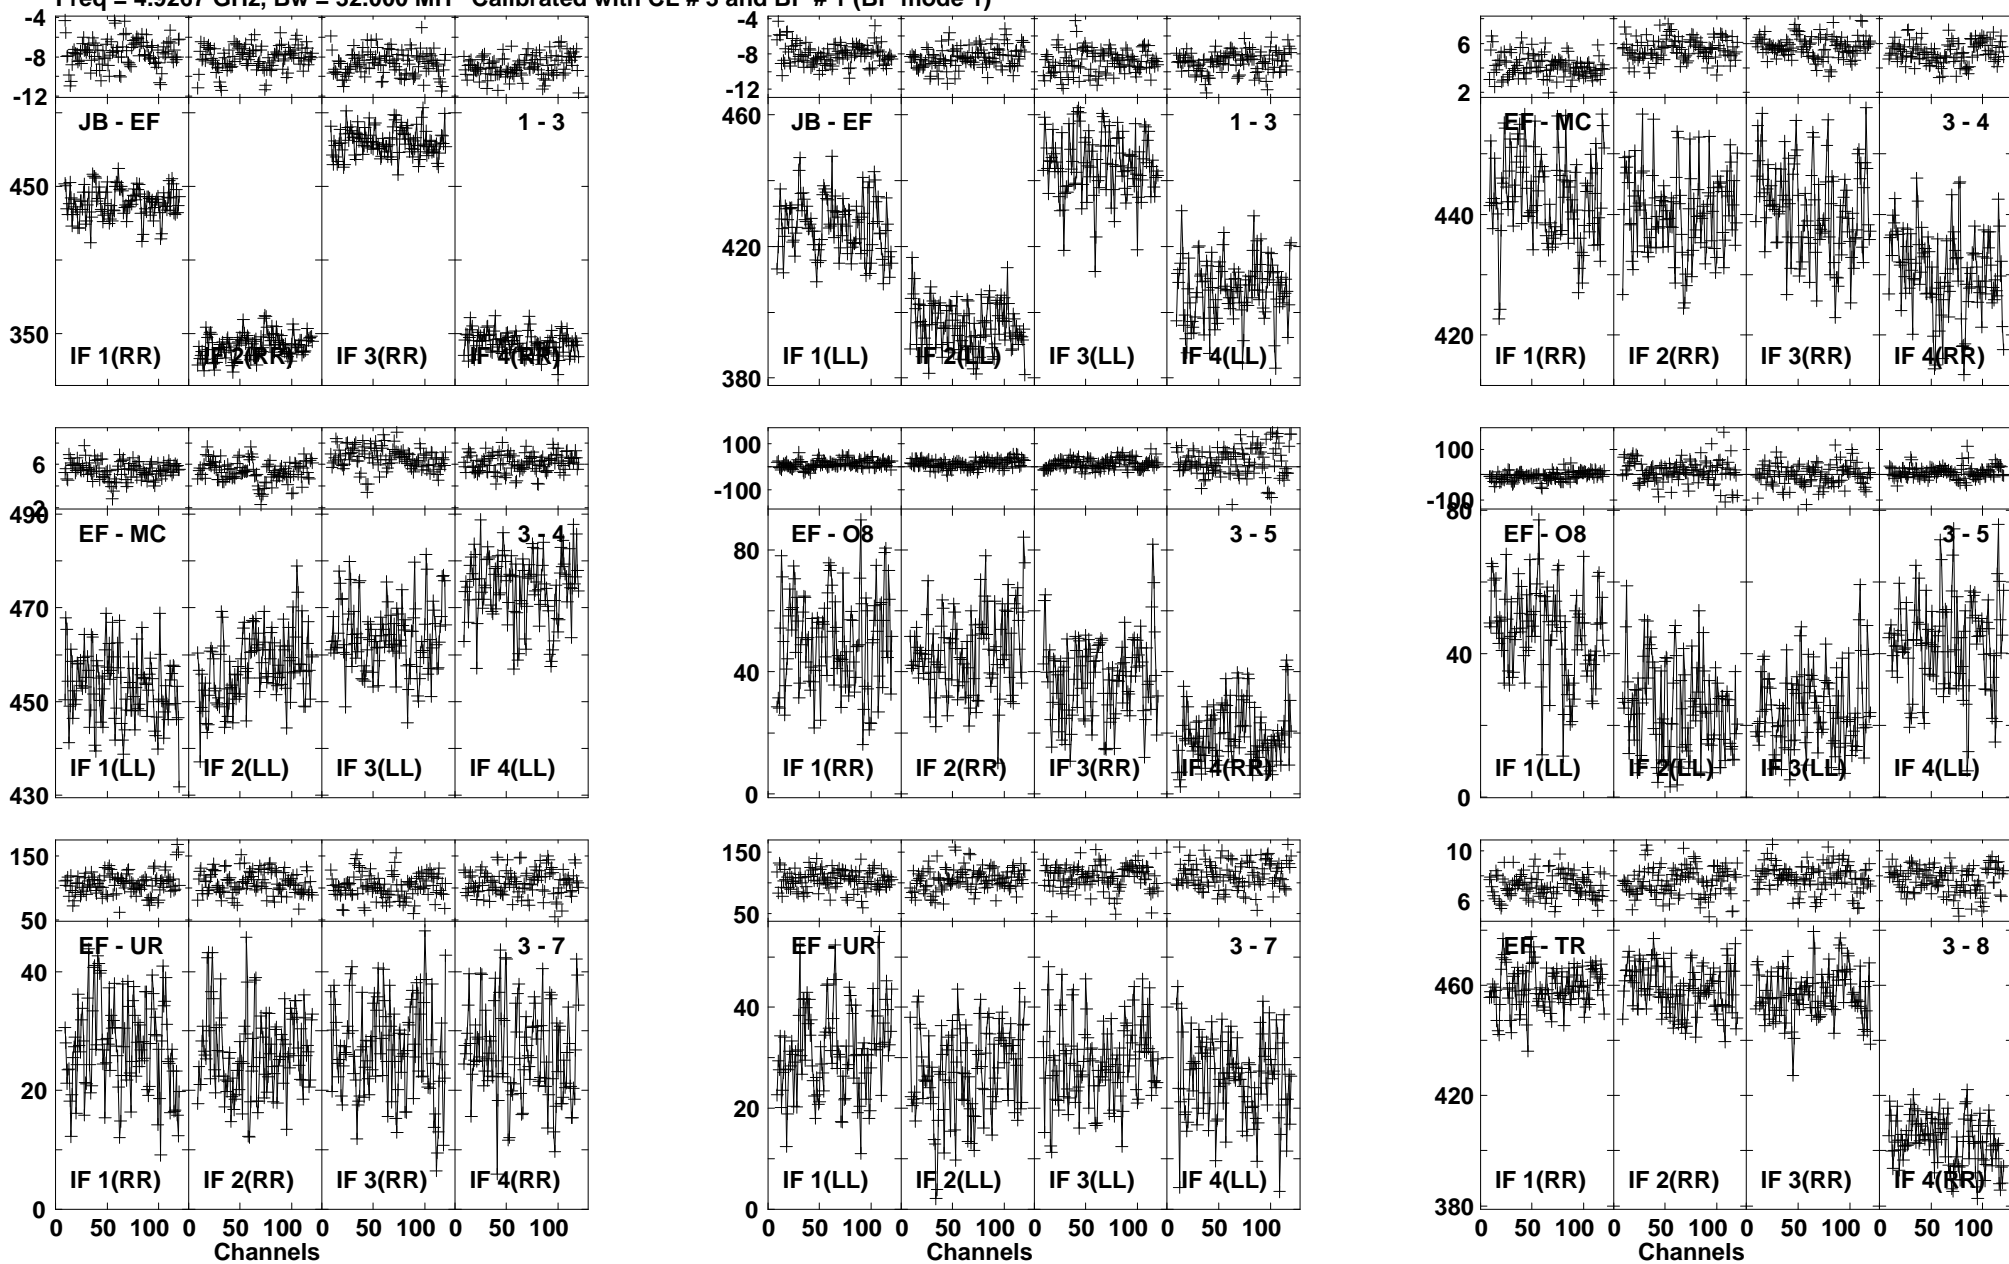 Freq = 4.9267 GHz, Bw = 32.000 MH Calibrated with CL # 3 and BP # 1 (BP mode 1)
-4 -8 -12
JB - EF 1 - 3
450 350
IF 1(RR) IF 2(RR) IF 3(RR) IF 4(RR)
-4 -8 -12
JB - EF 1 - 3
460 420 380
IF 1(LL) IF 2(LL) IF 3(LL) IF 4(LL)
6 2
EF - MC 3 - 4
440 420
IF 1(RR) IF 2(RR) IF 3(RR) IF 4(RR)
6 2
EF - MC 3 - 4
490 470 450 430
IF 1(LL) IF 2(LL) IF 3(LL) IF 4(LL)
100 -100
EF - O8 3 - 5
80 40 0
IF 1(RR) IF 2(RR) IF 3(RR) IF 4(RR)
100 -100
EF - O8 3 - 5
80 40 0
IF 1(LL) IF 2(LL) IF 3(LL) IF 4(LL)
150 50
EF - UR 3 - 7
40 20 0
IF 1(RR) IF 2(RR) IF 3(RR) IF 4(RR)
0 50 100 0 50 100 0 50 100 0 50 100
Channels
150 50
EF - UR 3 - 7
40 20 0
IF 1(LL) IF 2(LL) IF 3(LL) IF 4(LL)
0 50 100 0 50 100 0 50 100 0 50 100
Channels
10 6
EF - TR 3 - 8
460 420 380
IF 1(RR) IF 2(RR) IF 3(RR) IF 4(RR)
0 50 100 0 50 100 0 50 100 0 50 100
Channels